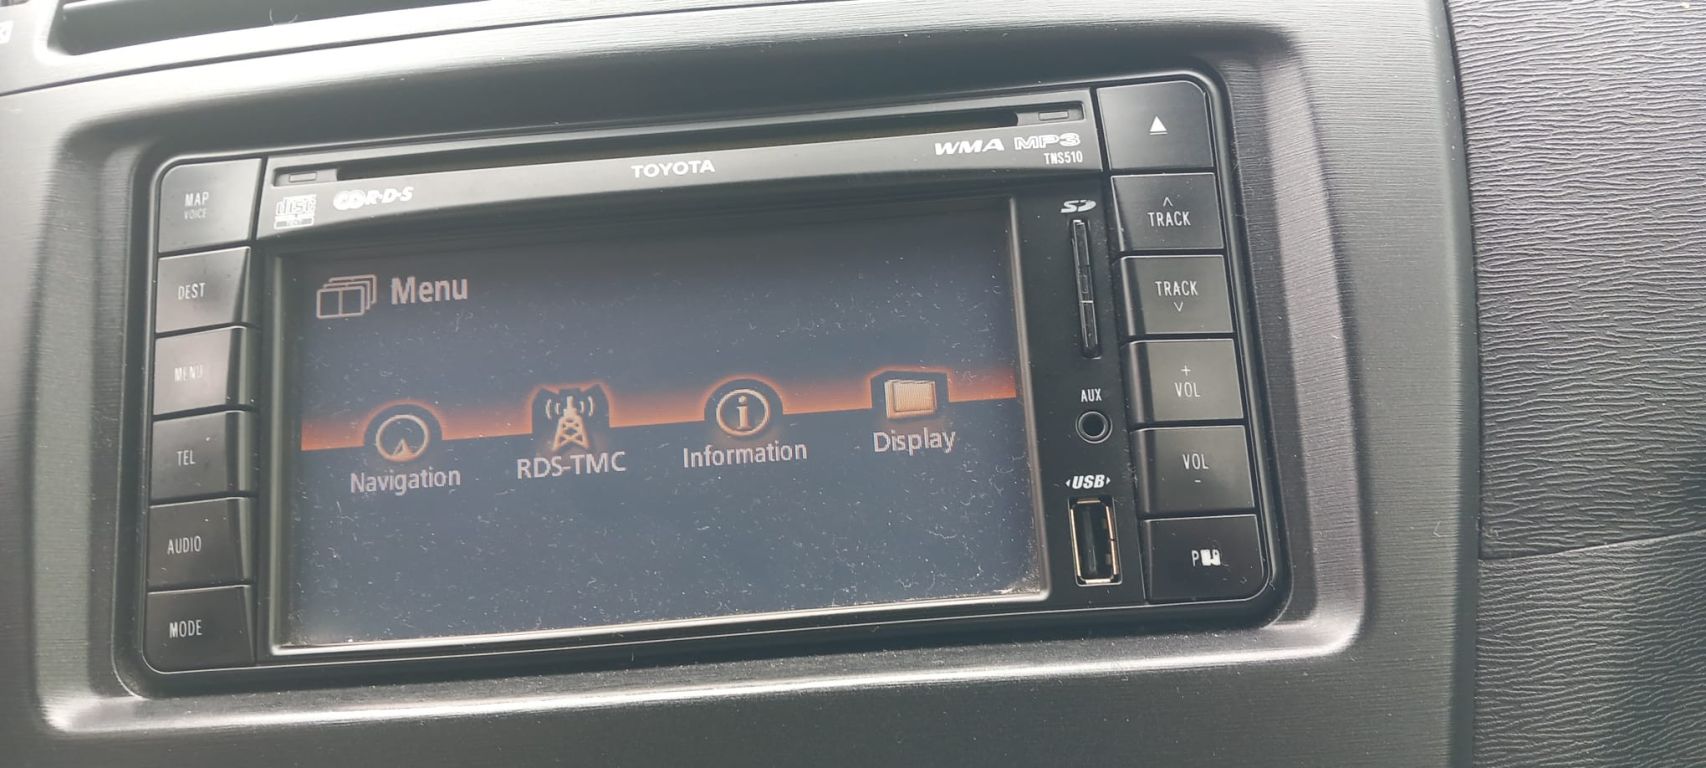 MAP
VOICE
DEST
MENU
TEL
AUDIO
MODE
disc
R·D·S
TOYOTA
WMA MP3
TNS510
Menu
Navigation
RDS-TMC
Information
Display
SD
AUX
USB
TRACK
TRACK
+
VOL
VOL
-